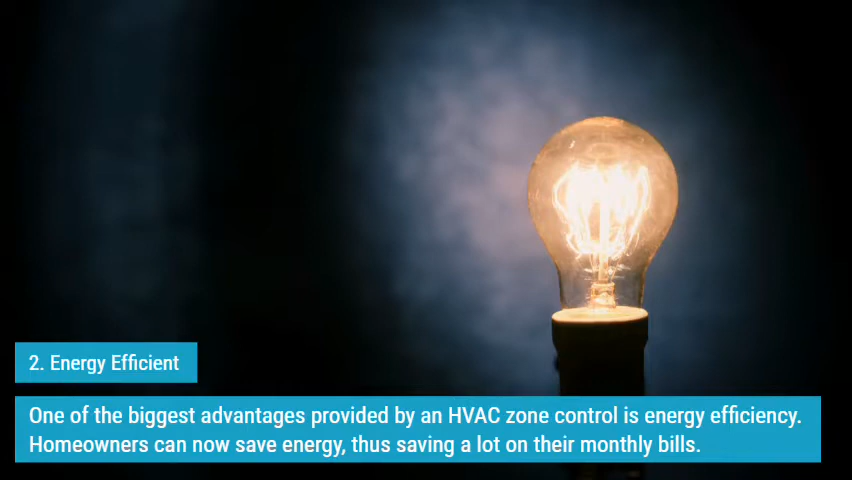 2. Energy Efficient
One of the biggest advantages provided by an HVAC zone control is energy efficiency.
Homeowners can now save energy, thus saving a lot on their monthly bills.